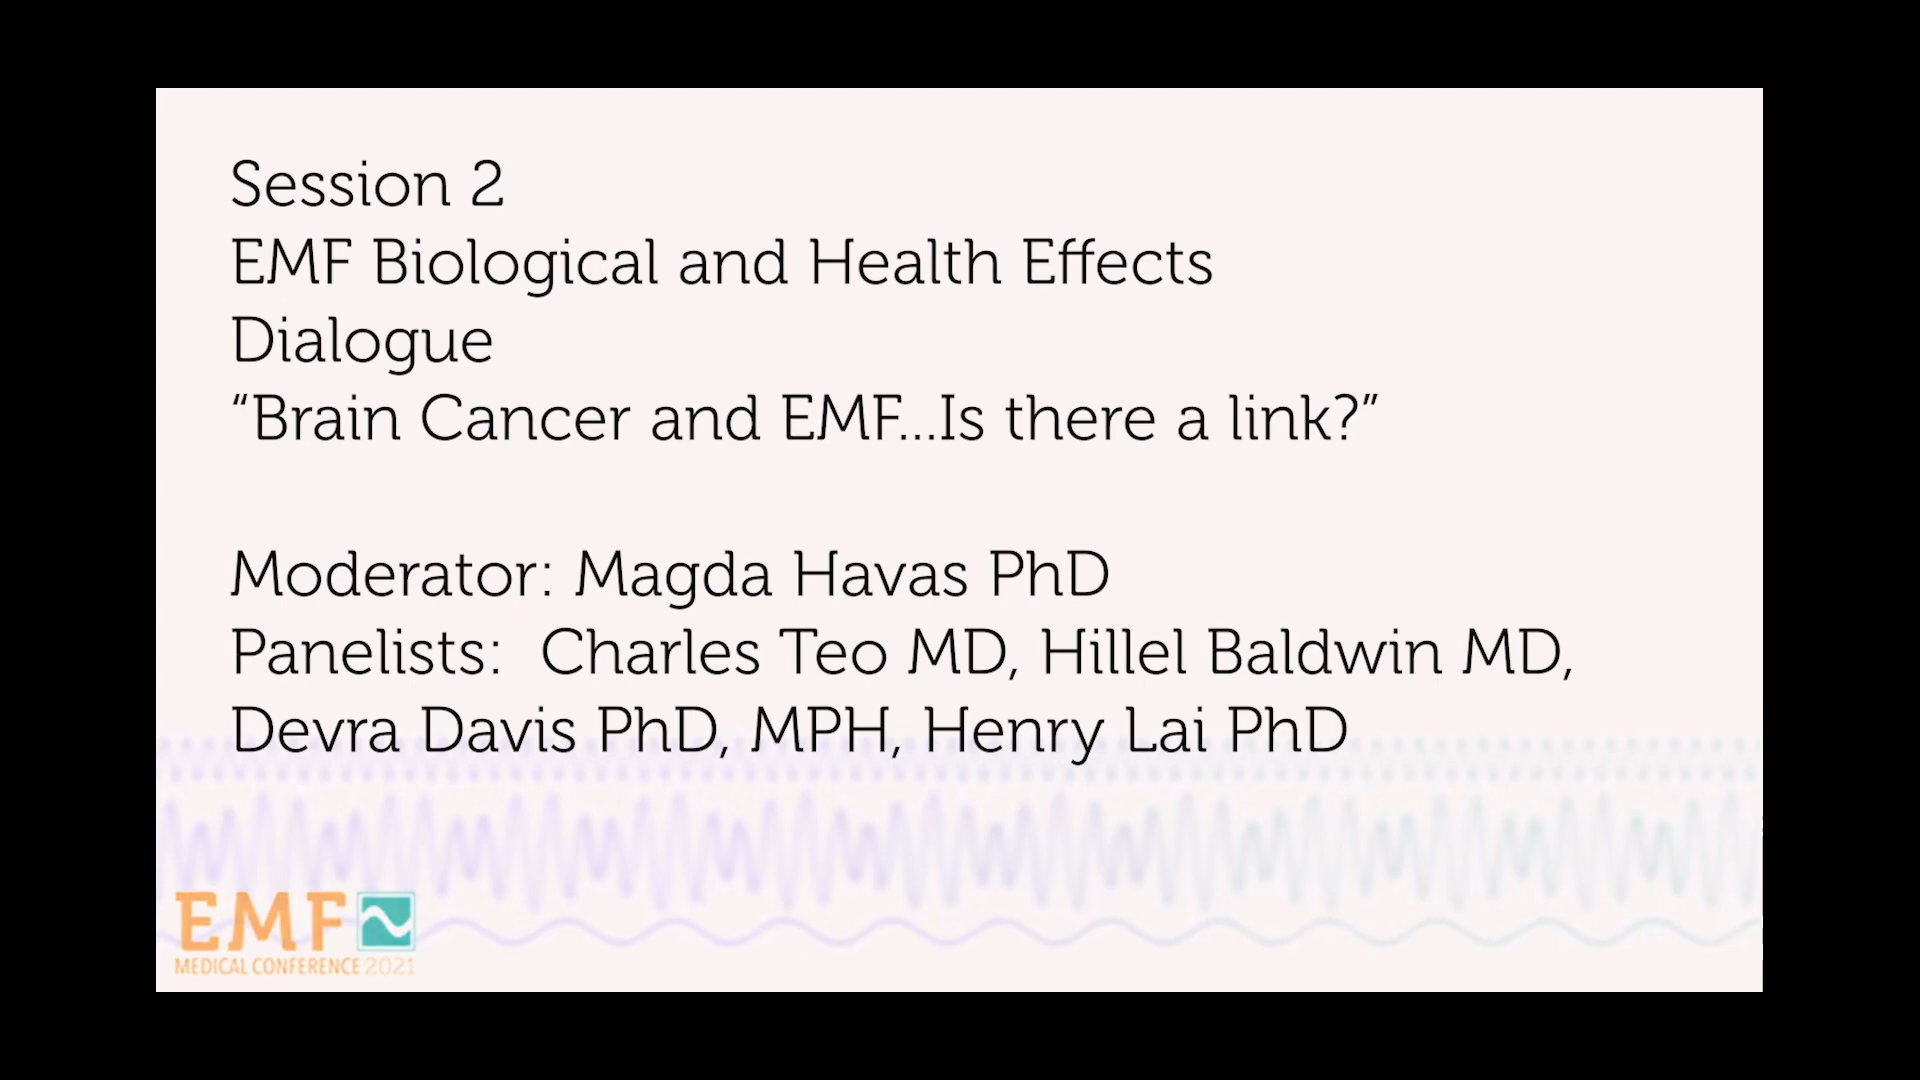 Session 2
EMF Biological and Health Effects
Dialogue
“Brain Cancer and EMF...Is there a link?”
Moderator: Magda Havas PhD
Panelists:  Charles Teo MD, Hillel Baldwin MD,
Devra Davis PhD, MPH, Henry Lai PhD
EMF
MEDICAL CONFERENCE 2021